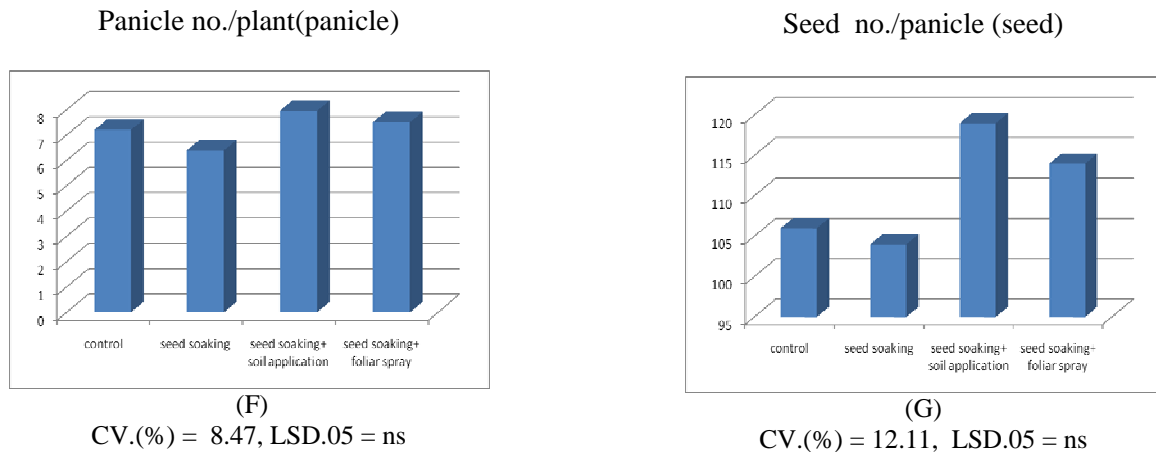 Panicle no./plant(panicle)
8
7
6
5
4
3
2
1
0
control
seed soaking
seed soaking+
soil application
seed soaking+
foliar spray
(F)
CV.(%) = 8.47, LSD.05 = ns
Seed no./panicle (seed)
120
115
110
105
100
95
control
seed soaking
seed soaking+
soil application
seed soaking+
foliar spray
(G)
CV.(%) = 12.11, LSD.05 = ns